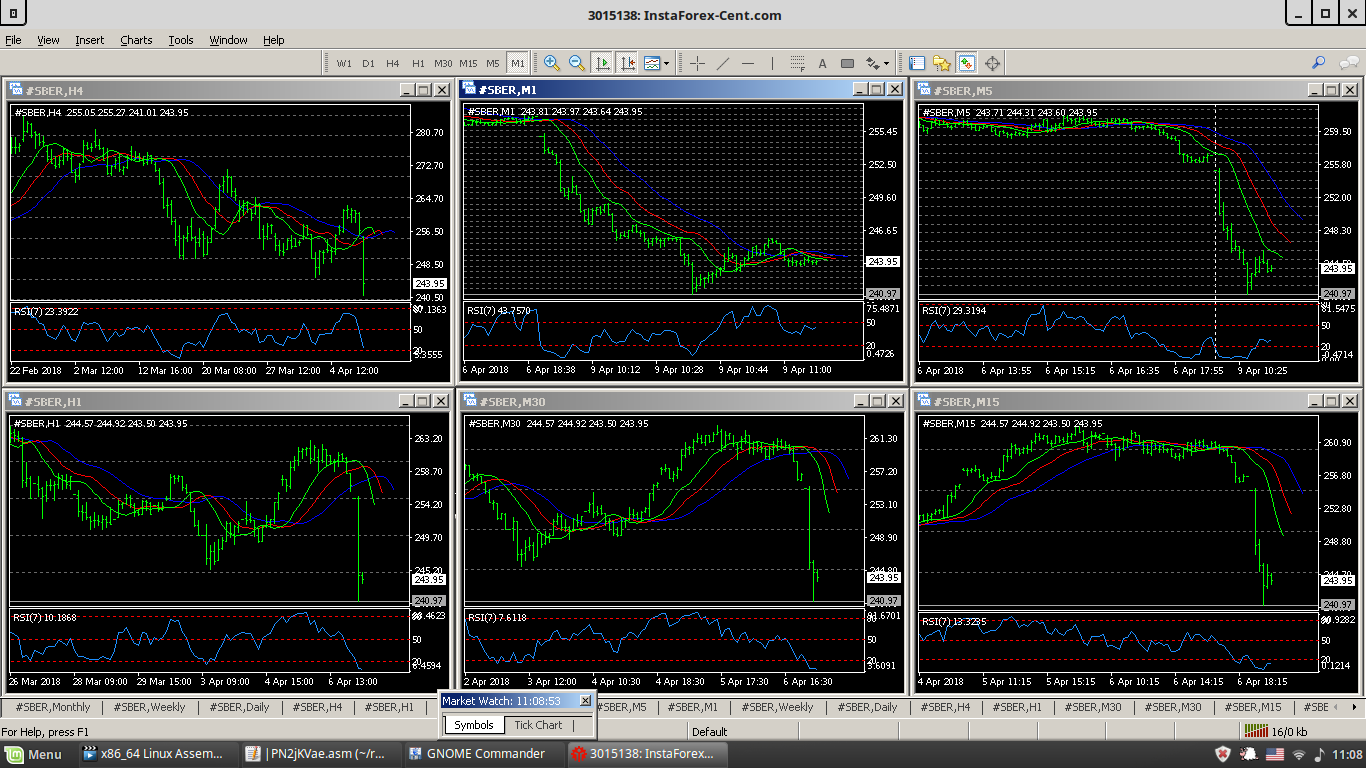 3015138: InstaForex-Cent.com
File View Insert Charts Tools Window Help
W1 D1 H4 H1 M30 M15 M5 M1
#SBER,H4
#SBER,H4 255.05 255.27 241.01 243.95
280.70
272.70
264.70
256.50
248.50
243.95
240.50
RSI(7) 23.3922
50
20
22 Feb 2018 2 Mar 12:00 12 Mar 16:00 20 Mar 08:00 27 Mar 12:00 4 Apr 12:00
#SBER,M1
#SBER,M1 243.81 243.97 243.64 243.95
255.45
252.50
249.60
246.65
243.95
240.97
RSI(7) 43.7570
75.4871
50
20
0.4726
6 Apr 2018 6 Apr 18:38 9 Apr 10:12 9 Apr 10:28 9 Apr 10:44 9 Apr 11:00
#SBER,M5
#SBER,M5 243.71 244.31 243.60 243.95
259.50
255.80
252.00
248.30
243.95
240.97
RSI(7) 29.3194
81.5475
50
20
0.4714
6 Apr 2018 6 Apr 13:55 6 Apr 15:15 6 Apr 16:35 6 Apr 17:55 9 Apr 10:25
#SBER,H1
#SBER,H1 244.57 244.92 243.50 243.95
263.20
258.70
254.20
249.70
245.20
243.95
240.97
RSI(7) 10.1868
50
26 Mar 2018 28 Mar 09:00 29 Mar 15:00 3 Apr 09:00 4 Apr 15:00 6 Apr 13:00
#SBER,M30
#SBER,M30 244.57 244.92 243.50 243.95
261.30
257.20
253.10
248.90
244.80
243.95
240.97
RSI(7) 7.6118
50
2 Apr 2018 3 Apr 12:00 4 Apr 10:30 4 Apr 18:30 5 Apr 17:30 6 Apr 16:30
#SBER,M15
#SBER,M15 244.57 244.92 243.50 243.95
260.90
256.80
252.80
248.80
243.95
240.97
RSI(7) 13.3235
50
20
0.1214
4 Apr 2018 5 Apr 11:15 5 Apr 15:15 6 Apr 10:15 6 Apr 14:15 6 Apr 18:15
#SBER,Monthly #SBER,Weekly #SBER,Daily #SBER,H4 #SBER,H1 #SBER,M5 #SBER,M1 #SBER,Weekly #SBER,Daily #SBER,H4 #SBER,H1 #SBER,M30 #SBER,M15 #SBE
Market Watch: 11:08:53
Symbols Tick Chart
For Help, press F1 Default 16/0 kb
Menu x86_64 Linux Assem... PN2jKVae.asm (~/r... GNOME Commander 3015138: InstaForex... 11:08